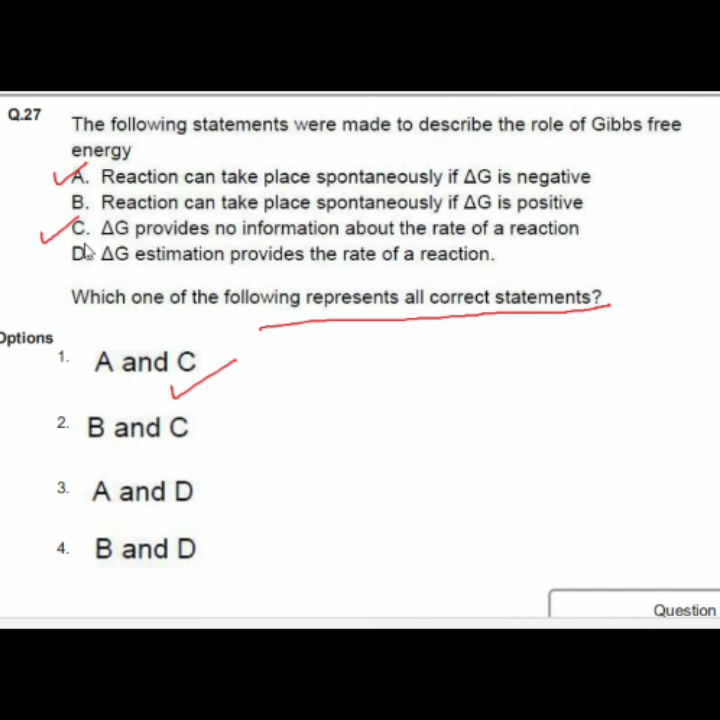 Q.27
The following statements were made to describe the role of Gibbs free
energy
A. Reaction can take place spontaneously if ΔG is negative
B. Reaction can take place spontaneously if ΔG is positive
C. ΔG provides no information about the rate of a reaction
D. ΔG estimation provides the rate of a reaction.
Which one of the following represents all correct statements?
Options
1. A and C
2. B and C
3. A and D
4. B and D
Question